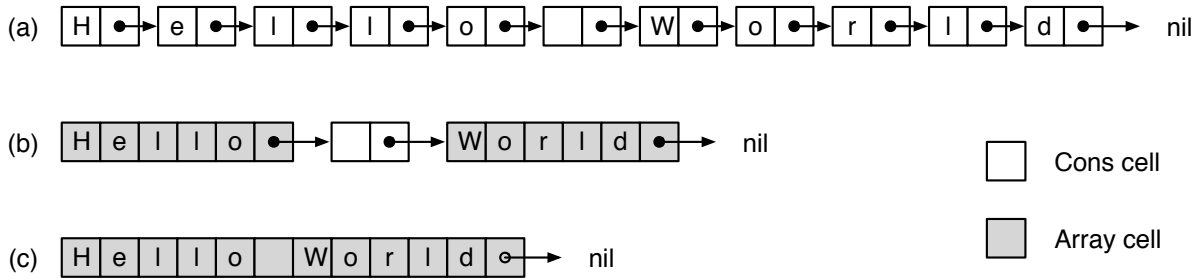 (a) H e l l o W o r l d nil
(b) H e l l o W o r l d nil
Cons cell
(c) H e l l o W o r l d nil
Array cell